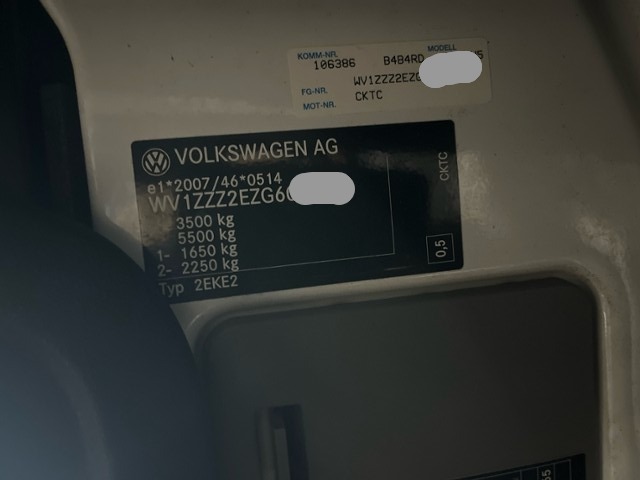 KOMM-NR. MODELL
106386 B4B4RD
WV1ZZZ2EZG
FG-NR.
CKTC
MOT-NR.
VOLKSWAGEN AG
e1*2007/46*0514
WV1ZZZ2EZG6
3500 kg
5500 kg
1- 1650 kg
2- 2250 kg
Typ 2EKE2
CKTC
0,5